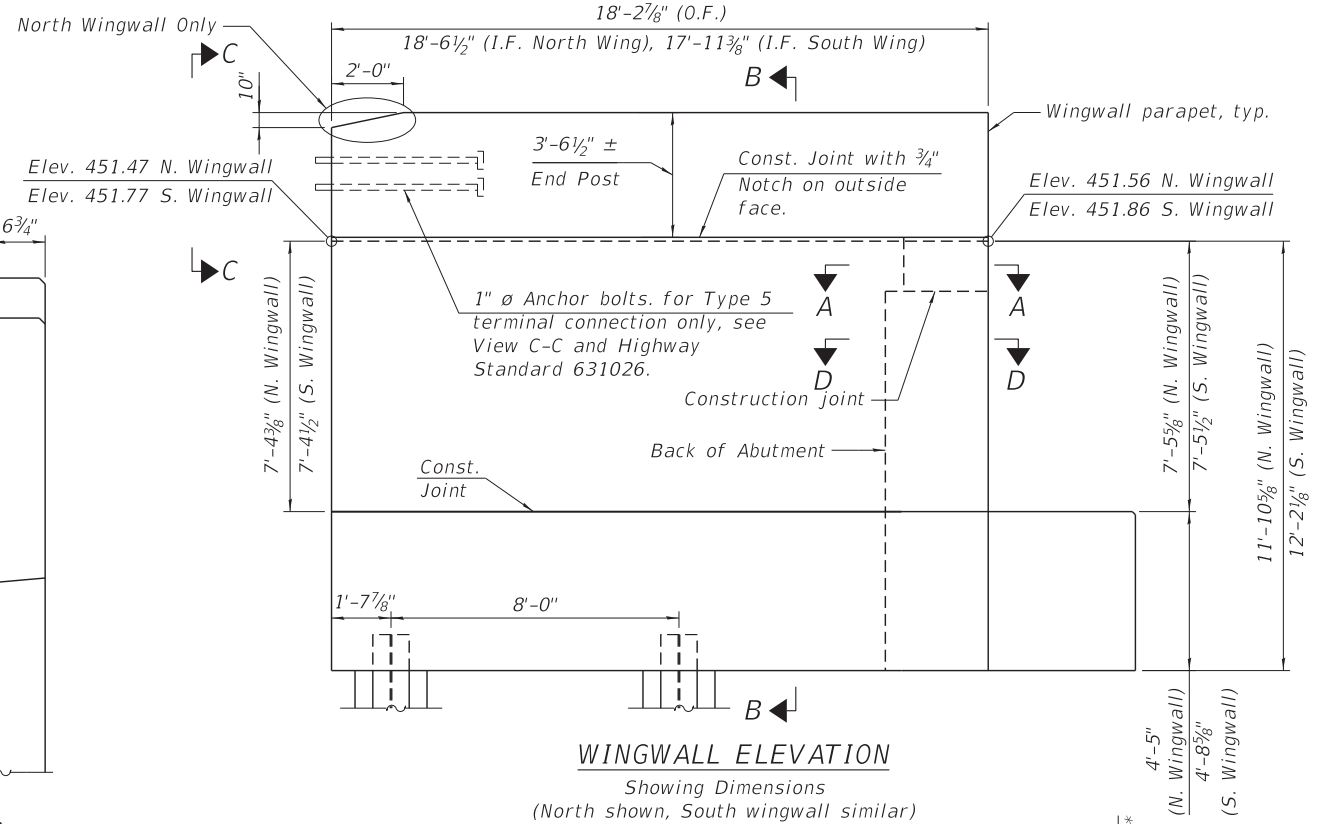 18'-2⅞" (O.F.)
North Wingwall Only
18'-6½" (I.F. North Wing), 17'-11⅜" (I.F. South Wing)
C
2'-0"
B
10"
Wingwall parapet, typ.
3'-6½" ±
End Post
Const. Joint with ¾"
Notch on outside
face.
Elev. 451.47 N. Wingwall
Elev. 451.77 S. Wingwall
Elev. 451.56 N. Wingwall
Elev. 451.86 S. Wingwall
6¾"
C
A
A
1" ø Anchor bolts. for Type 5
terminal connection only, see
View C-C and Highway
Standard 631026.
D
D
Construction joint
7'-4⅜" (N. Wingwall)
7'-4½" (S. Wingwall)
7'-5⅝" (N. Wingwall)
7'-5½" (S. Wingwall)
11'-10⅝" (N. Wingwall)
12'-2⅛" (S. Wingwall)
Back of Abutment
Const.
Joint
1'-7⅞"
8'-0"
B
4'-5"
(N. Wingwall)
4'-8⅝"
(S. Wingwall)
WINGWALL ELEVATION
Showing Dimensions
(North shown, South wingwall similar)
*